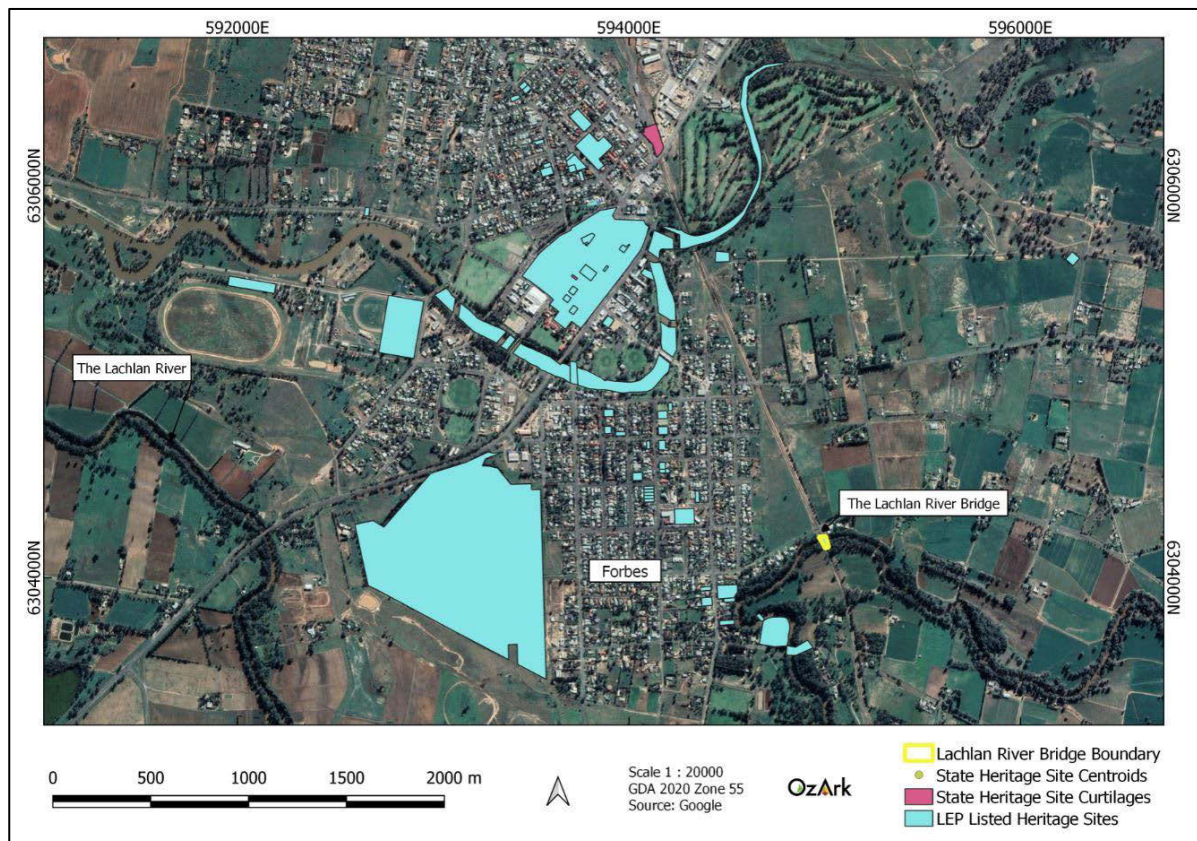 592000E
594000E
596000E
6306000N
6306000N
The Lachlan River
The Lachlan River Bridge
Forbes
6304000N
6304000N
0 500 1000 1500 2000 m
Scale 1 : 20000
GDA 2020 Zone 55
Source: Google
OzArk
Lachlan River Bridge Boundary
State Heritage Site Centroids
State Heritage Site Curtilages
LEP Listed Heritage Sites